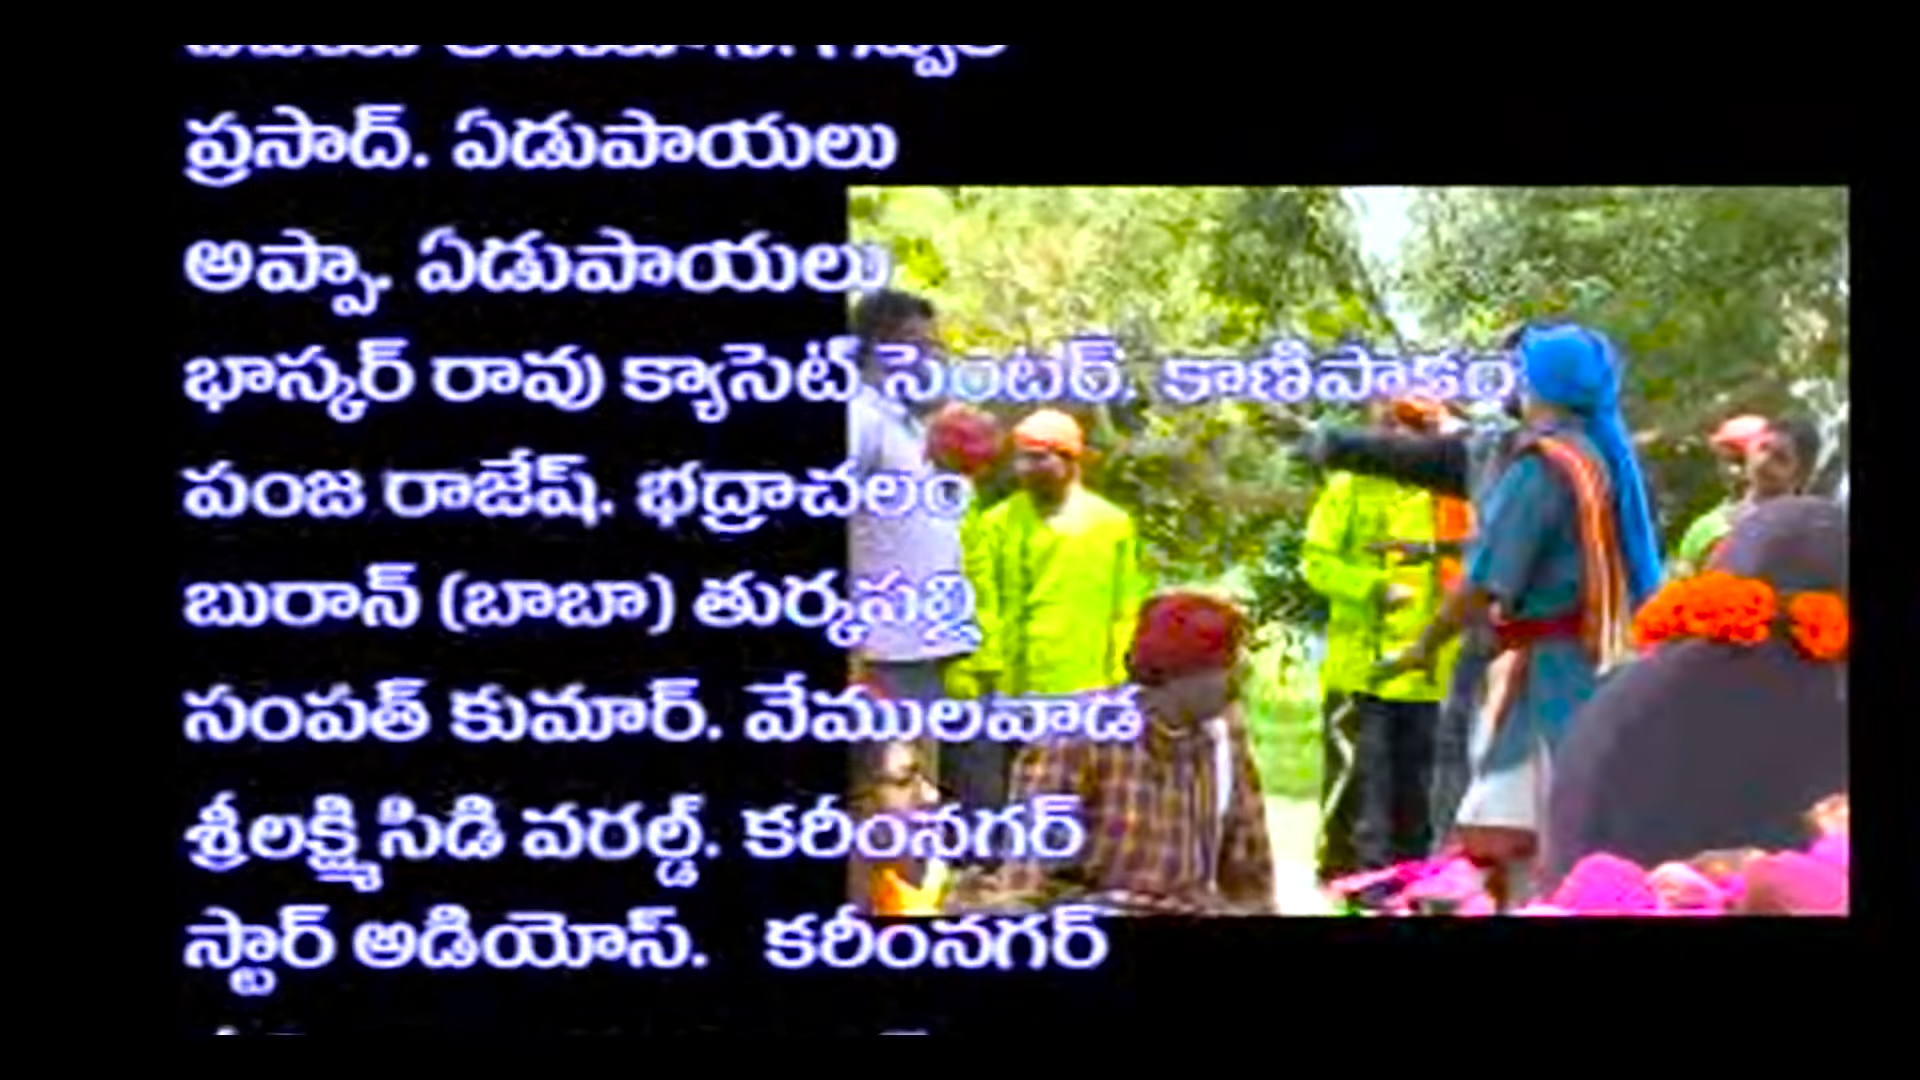 ప్రసాద్. ఏడుపాయలు
అప్పా. ఏడుపాయలు
భాస్కర్ రావు క్యాసెట్ సెంటర్. కాణిపాకం
పంజ రాజేష్. భద్రాచలం
బురాన్ (బాబా) తుర్కపల్లి
సంపత్ కుమార్. వేములవాడ
శ్రీలక్ష్మి సిడి వరల్డ్. కరీంనగర్
స్టార్ అడియోస్. కరీంనగర్